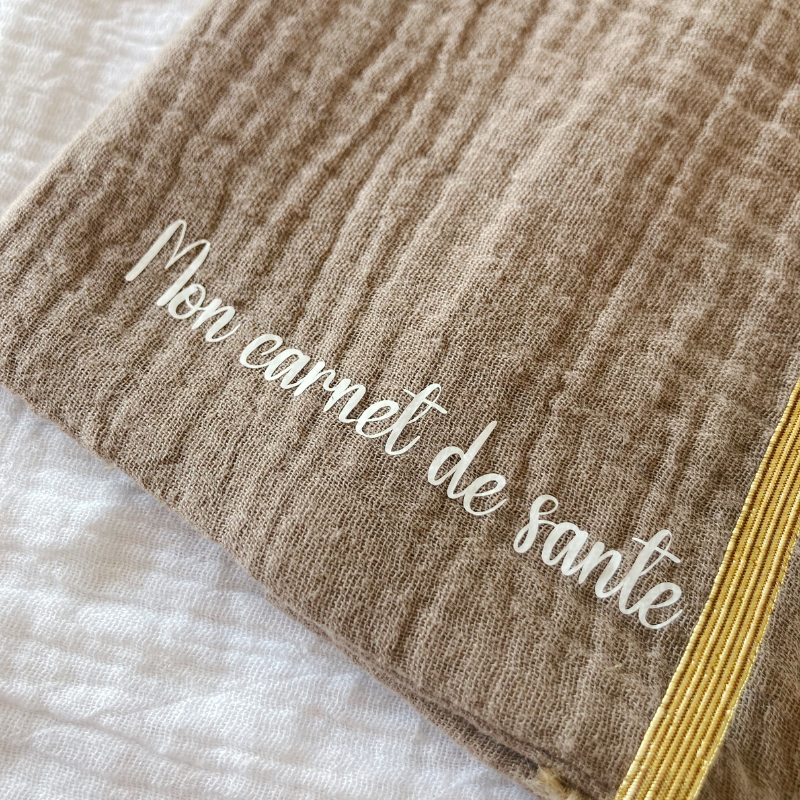 Mon carnet de sante